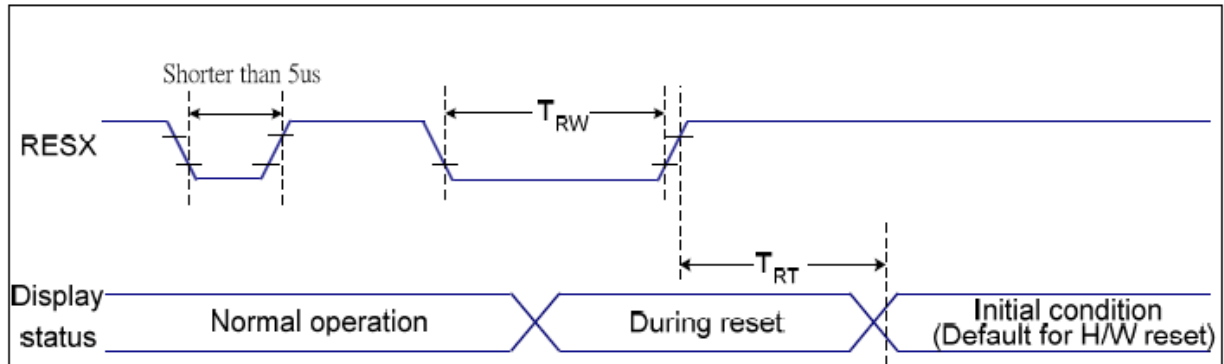 Shorter than 5us
RESX
TRW
TRT
Display
status
Normal operation
During reset
Initial condition
(Default for H/W reset)